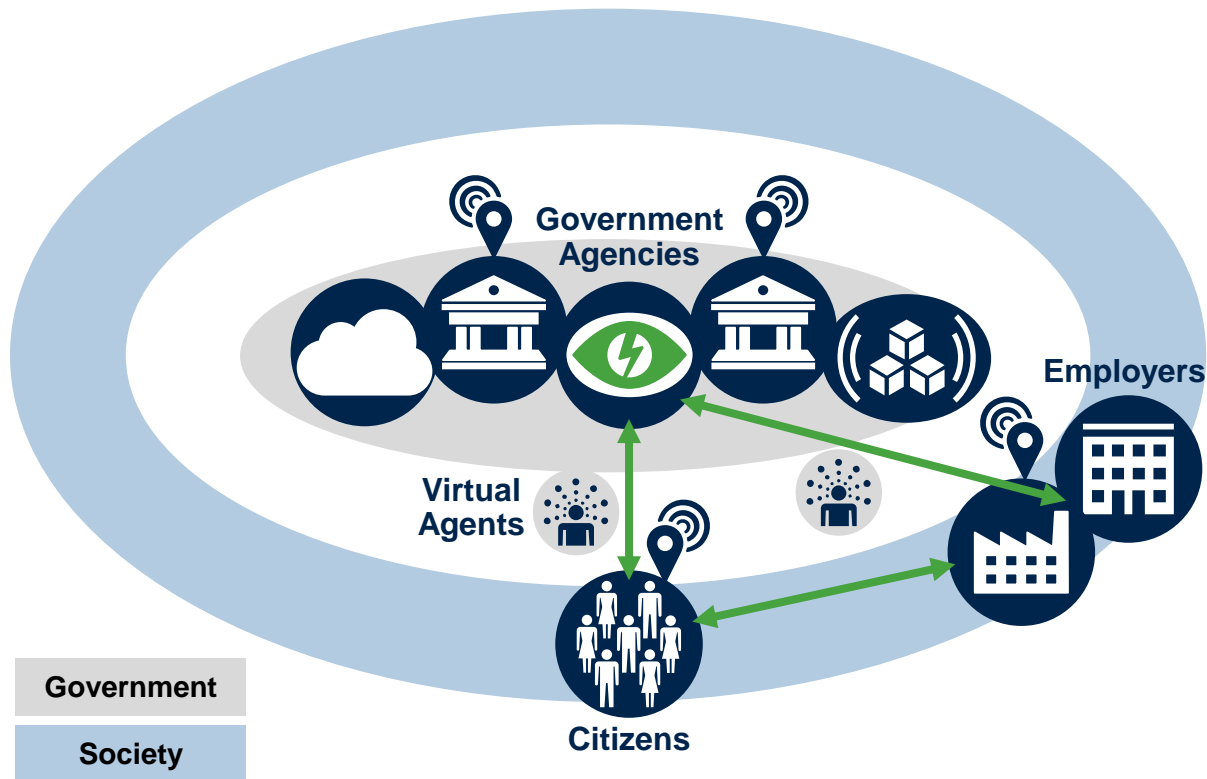 Government
Agencies
Employers
Virtual
Agents
Citizens
Government
Society